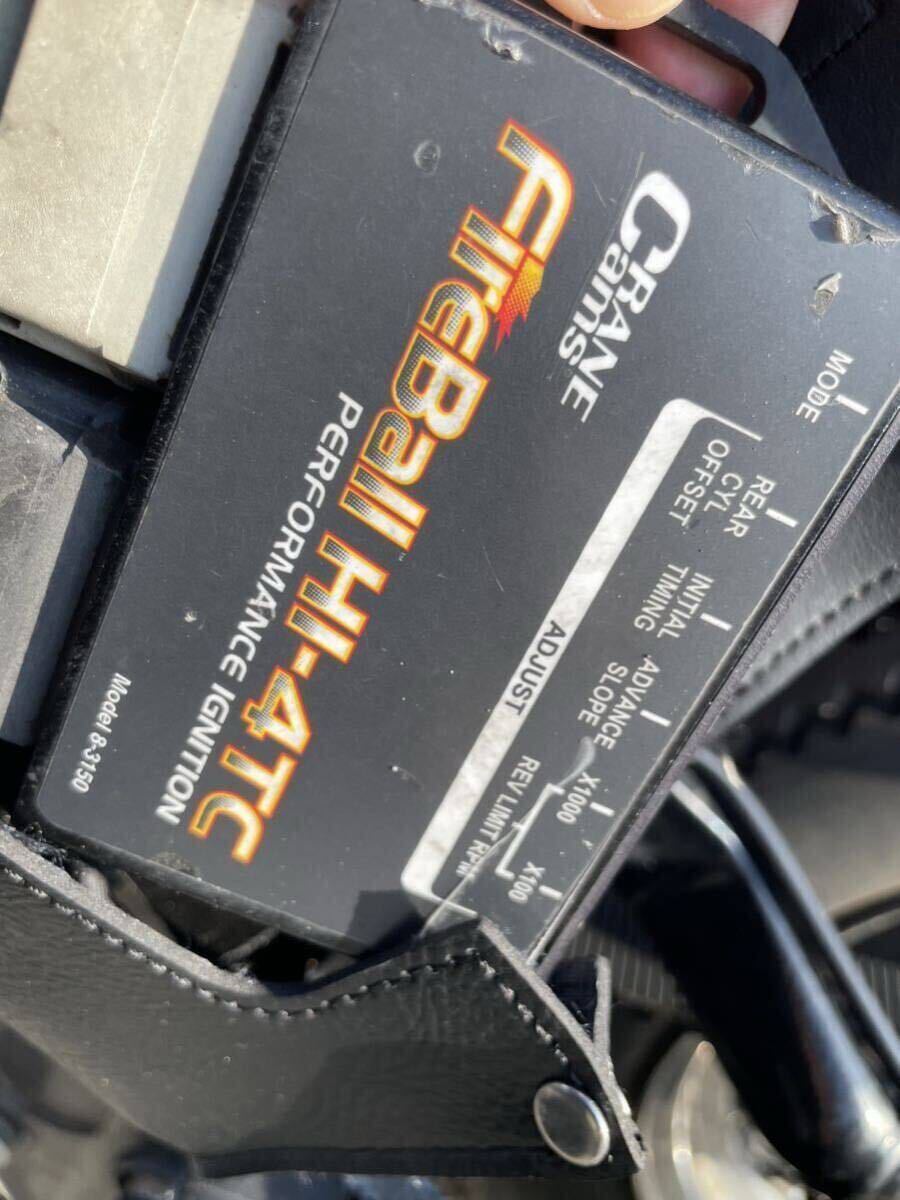 CRANE
Cams
FireBall HI-4TC
™
PERFORMANCE IGNITION
Model 8-3150
MODE
REAR
CYL
OFFSET
INITIAL
TIMING
ADVANCE
SLOPE
X1000
X100
REV LIMIT RPM
ADJUST